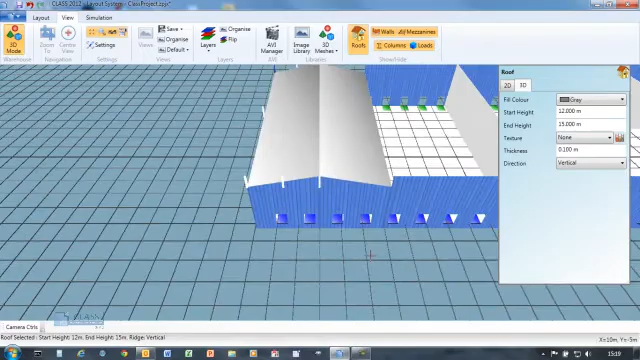 CLASS 2012 - Layout System - ClassProject.zpp*
Layout View Simulation
3D Mode
Zoom To
Centre View
Settings
Views
Save
Organise
Default
Layers
Organise
Flip
AVI Manager
Image Library
3D Meshes
Roofs
Walls
Mezzanines
Columns
Loads
Warehouse
Navigation
Settings
AVI
Show/Hide
Roof
2D 3D
Fill Colour Gray
Start Height 12.000 m
End Height 15.000 m
Texture None
Thickness 0.100 m
Direction Vertical
CLASS
Camera Ctrls
Roof Selected : Start Height: 12m End Height: 15m Ridge: Vertical
X=10m, Y=-5m
15:19